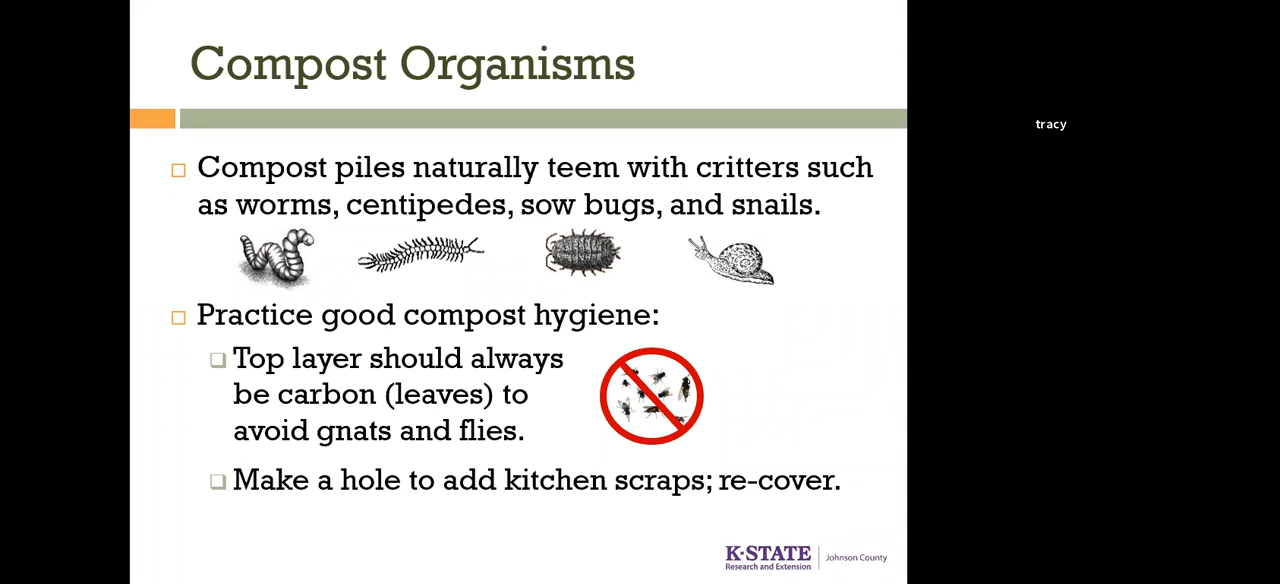 Compost Organisms
tracy
Compost piles naturally teem with critters such
as worms, centipedes, sow bugs, and snails.
Practice good compost hygiene:
Top layer should always
be carbon (leaves) to
avoid gnats and flies.
Make a hole to add kitchen scraps; re-cover.
K-STATE
Research and Extension
Johnson County